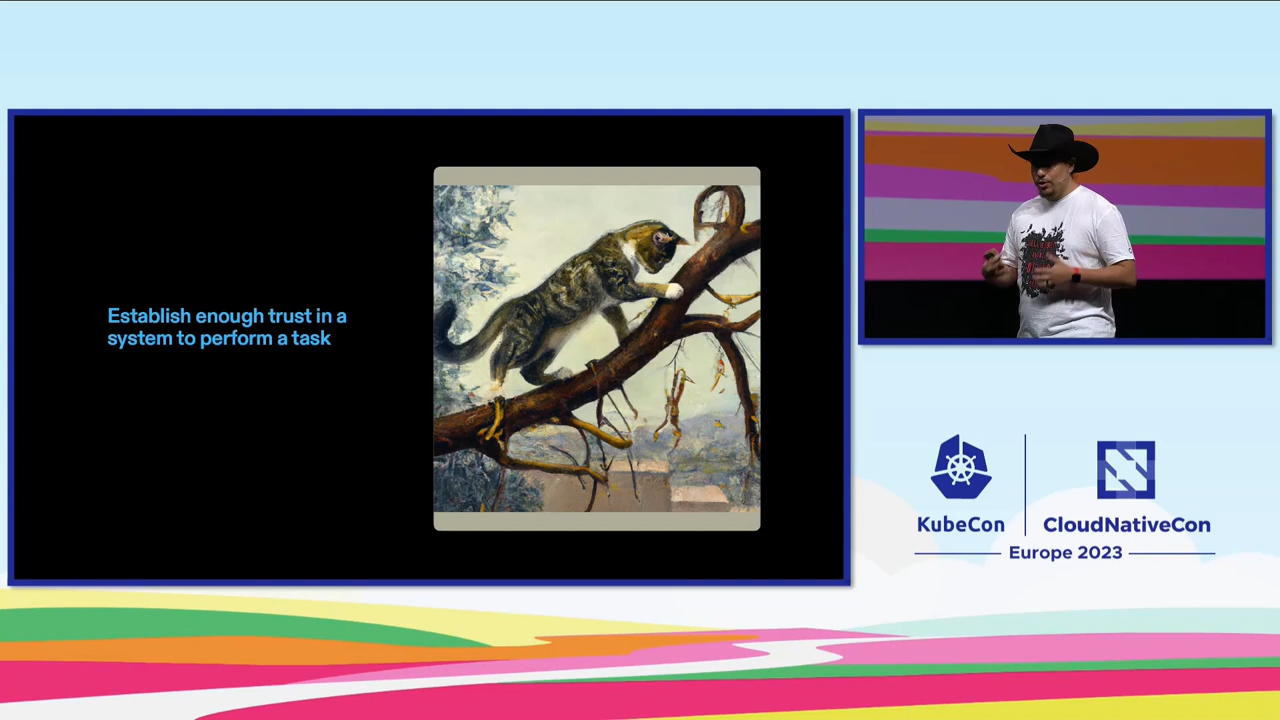 Establish enough trust in a
system to perform a task
KubeCon
CloudNativeCon
Europe 2023